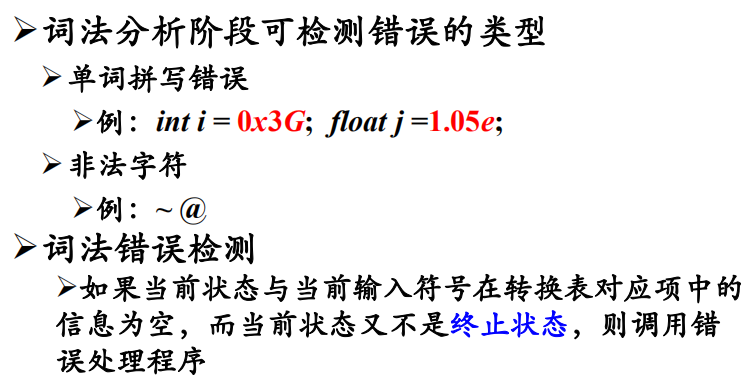 ➢词法分析阶段可检测错误的类型
➢单词拼写错误
➢例：int i = 0x3G; float j =1.05e;
➢非法字符
➢例：~ @
➢词法错误检测
➢如果当前状态与当前输入符号在转换表对应项中的
信息为空，而当前状态又不是终止状态，则调用错
误处理程序